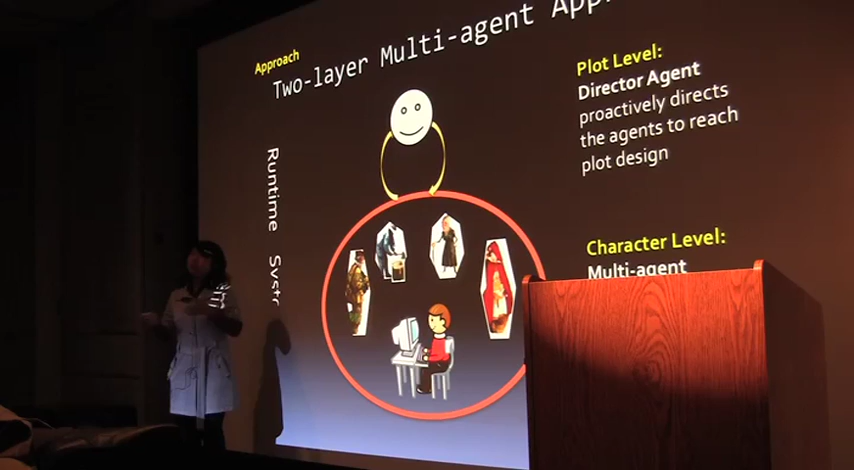 Approach
Two-layer Multi-agent
Runtime
Plot Level:
Director Agent
proactively directs
the agents to reach
plot design
Character Level:
Multi-agent